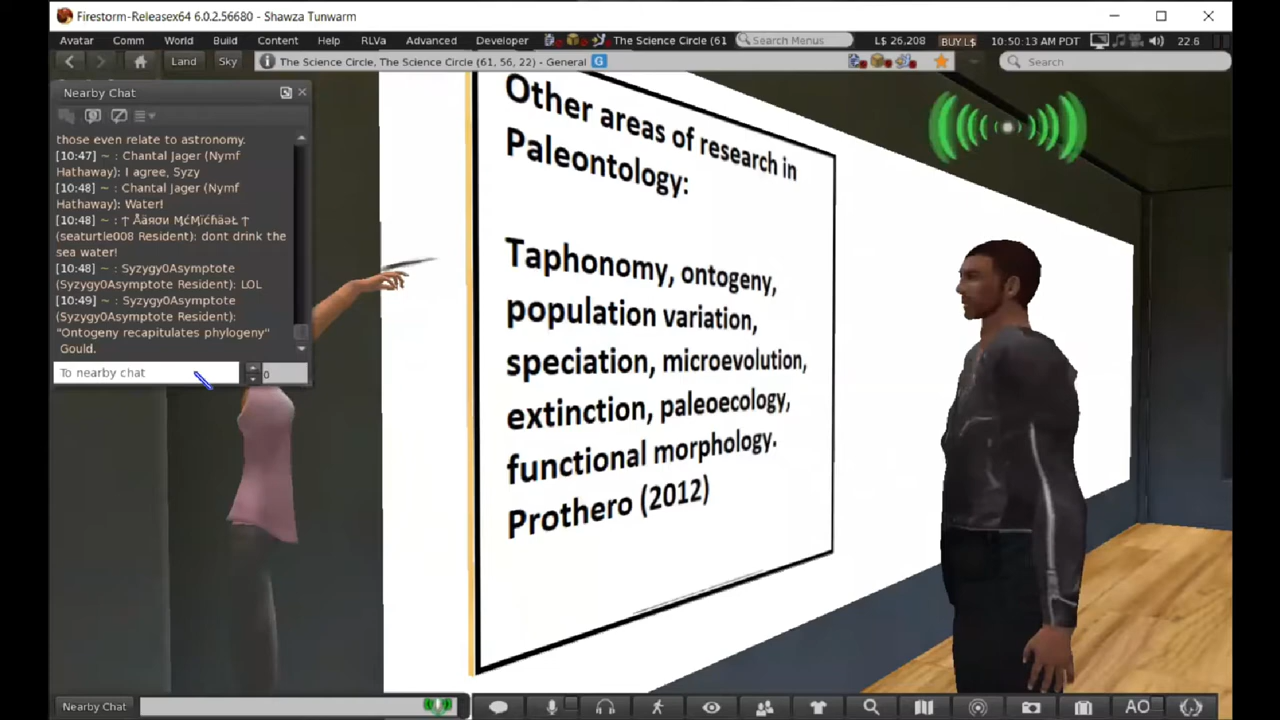 Firestorm-Releasex64 6.0.2.56680 - Shawza Tunwarm
Avatar Comm World Build Content Help RLVa Advanced Developer The Science Circle (61 Search Menus L$ 26,208 BUY L$ 10:50:13 AM PDT 22.6
Land Sky The Science Circle, The Science Circle (61, 56, 22) - General G Search
Nearby Chat
those even relate to astronomy.
[10:47] ~ : Chantal Jager (Nymf
Hathaway): I agree, Syzy
[10:48] ~ : Chantal Jager (Nymf
Hathaway): Water!
(seaturtle008 Resident): dont drink the
sea water!
[10:48] ~ : Syzygy0Asymptote
(Syzygy0Asymptote Resident): LOL
[10:49] ~ : Syzygy0Asymptote
(Syzygy0Asymptote Resident):
"Ontogeny recapitulates phylogeny"
Gould.
To nearby chat 0
Other areas of research in
Paleontology:
Taphonomy, ontogeny,
population variation,
speciation, microevolution,
extinction, paleoecology,
functional morphology.
Prothero (2012)
Nearby Chat
AO